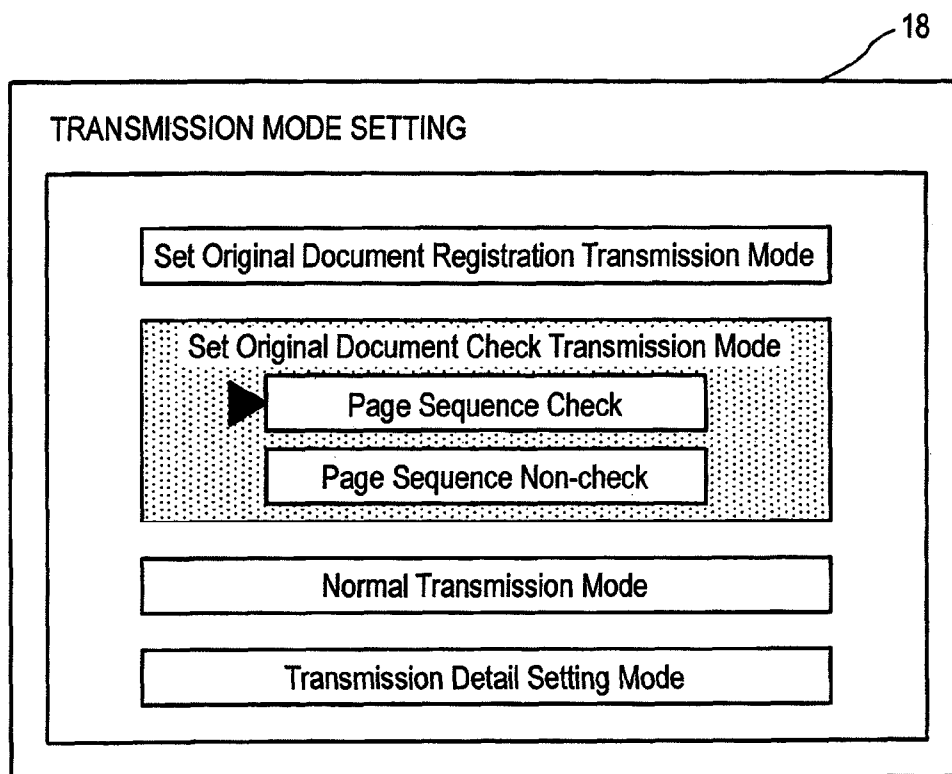 18
TRANSMISSION MODE SETTING
Set Original Document Registration Transmission Mode
Set Original Document Check Transmission Mode
Page Sequence Check
Page Sequence Non-check
Normal Transmission Mode
Transmission Detail Setting Mode